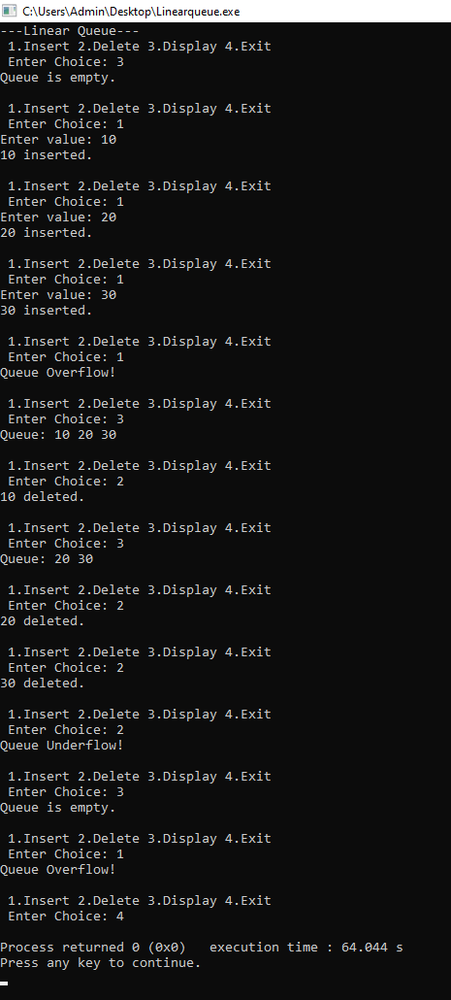 C:\Users\Admin\Desktop\Linearqueue.exe
---Linear Queue---
 1.Insert 2.Delete 3.Display 4.Exit
 Enter Choice: 3
Queue is empty.

 1.Insert 2.Delete 3.Display 4.Exit
 Enter Choice: 1
Enter value: 10
10 inserted.

 1.Insert 2.Delete 3.Display 4.Exit
 Enter Choice: 1
Enter value: 20
20 inserted.

 1.Insert 2.Delete 3.Display 4.Exit
 Enter Choice: 1
Enter value: 30
30 inserted.

 1.Insert 2.Delete 3.Display 4.Exit
 Enter Choice: 1
Queue Overflow!

 1.Insert 2.Delete 3.Display 4.Exit
 Enter Choice: 3
Queue: 10 20 30

 1.Insert 2.Delete 3.Display 4.Exit
 Enter Choice: 2
10 deleted.

 1.Insert 2.Delete 3.Display 4.Exit
 Enter Choice: 3
Queue: 20 30

 1.Insert 2.Delete 3.Display 4.Exit
 Enter Choice: 2
20 deleted.

 1.Insert 2.Delete 3.Display 4.Exit
 Enter Choice: 2
30 deleted.

 1.Insert 2.Delete 3.Display 4.Exit
 Enter Choice: 2
Queue Underflow!

 1.Insert 2.Delete 3.Display 4.Exit
 Enter Choice: 3
Queue is empty.

 1.Insert 2.Delete 3.Display 4.Exit
 Enter Choice: 1
Queue Overflow!

 1.Insert 2.Delete 3.Display 4.Exit
 Enter Choice: 4

Process returned 0 (0x0)   execution time : 64.044 s
Press any key to continue.